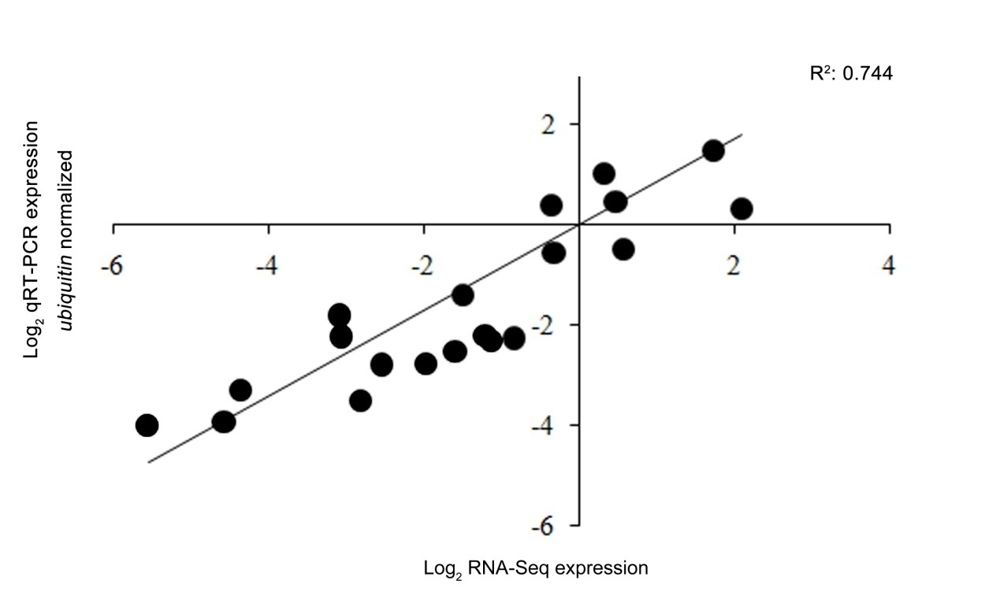 R²: 0.744
Log₂ qRT-PCR expression
ubiquitin normalized
2
-6 -4 -2 2 4
-2
-4
-6
Log₂ RNA-Seq expression